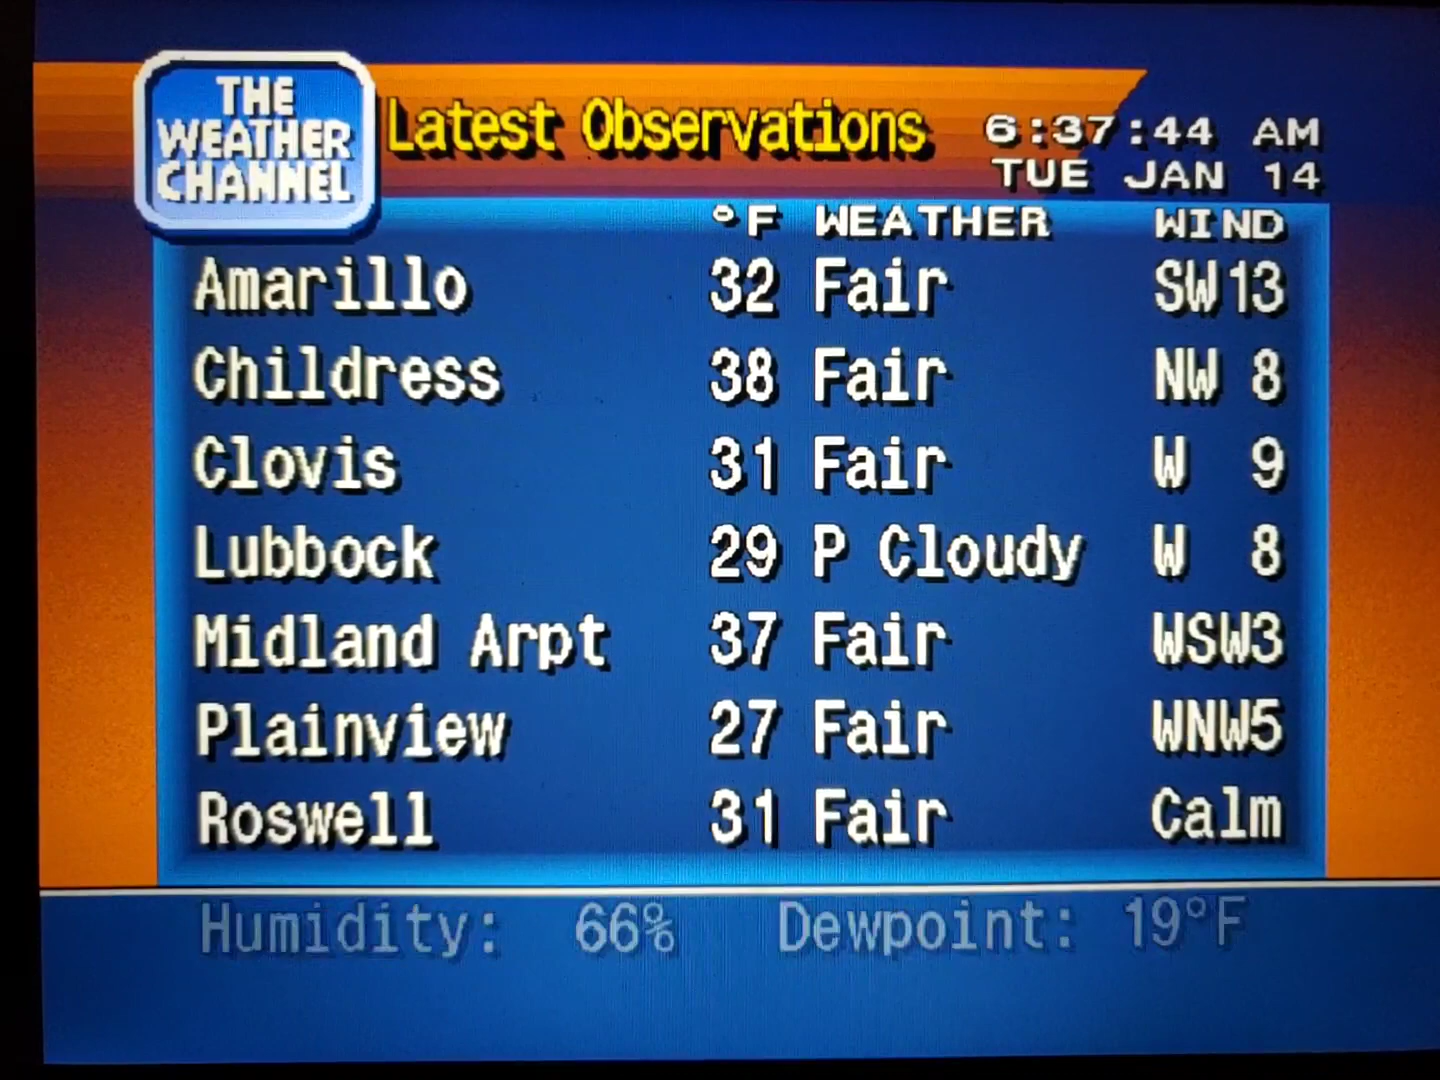 THE
WEATHER
CHANNEL
Latest Observations
6:37:44 AM
TUE JAN 14
°F WEATHER WIND
Amarillo 32 Fair SW13
Childress 38 Fair NW 8
Clovis 31 Fair W 9
Lubbock 29 P Cloudy W 8
Midland Arpt 37 Fair WSW3
Plainview 27 Fair WNW5
Roswell 31 Fair Calm
Humidity: 66% Dewpoint: 19°F